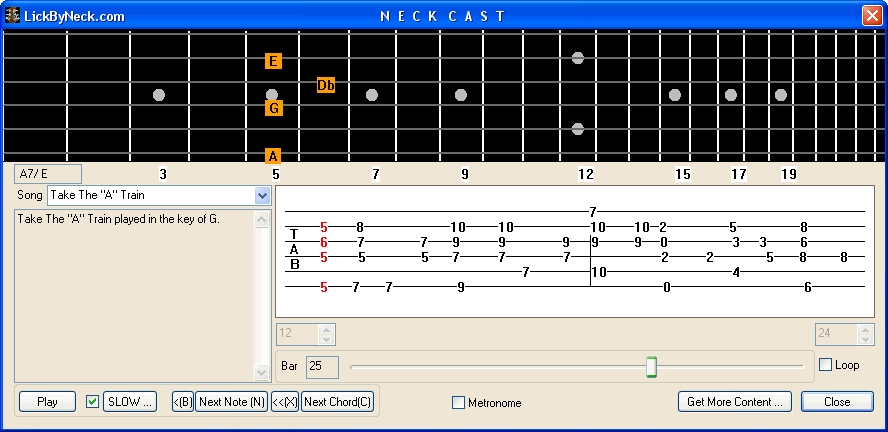 LickByNeck.com N E C K C A S T
E
Db
G
A
A7/ E 3 5 7 9 12 15 17 19
Song Take The "A" Train
Take The "A" Train played in the key of G.
7
T 5 8 10 10 10 10 2 5 8
A 6 7 7 9 9 9 9 9 0 3 3 6
B 5 5 5 7 7 7 2 2 5 8 8
7 10 4
5 7 7 9 0 6
12 24
Bar 25 Loop
Play SLOW ... <(B) Next Note (N) <<(X) Next Chord(C) Metronome Get More Content ... Close